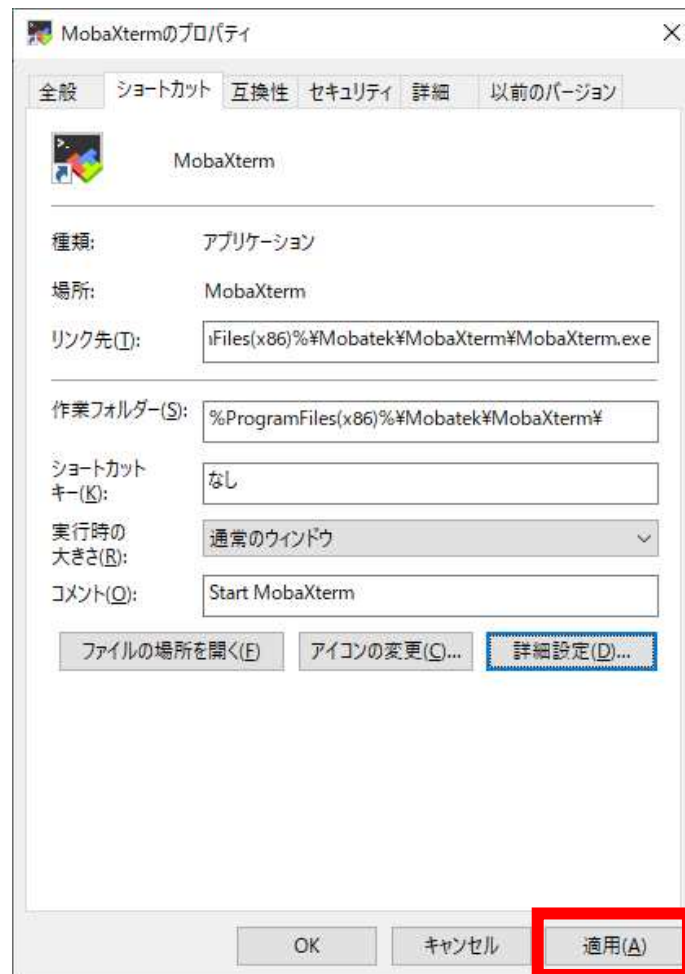 MobaXtermのプロパティ
全般 ショートカット 互換性 セキュリティ 詳細 以前のバージョン
MobaXterm
種類: アプリケーション
場所: MobaXterm
リンク先(T): Files(x86)%¥Mobatek¥MobaXterm¥MobaXterm.exe
作業フォルダー(S): %ProgramFiles(x86)%¥Mobatek¥MobaXterm¥
ショートカット
キー(K): なし
実行時の
大きさ(R): 通常のウィンドウ
コメント(O): Start MobaXterm
ファイルの場所を開く(F) アイコンの変更(C)... 詳細設定(D)...
OK キャンセル 適用(A)